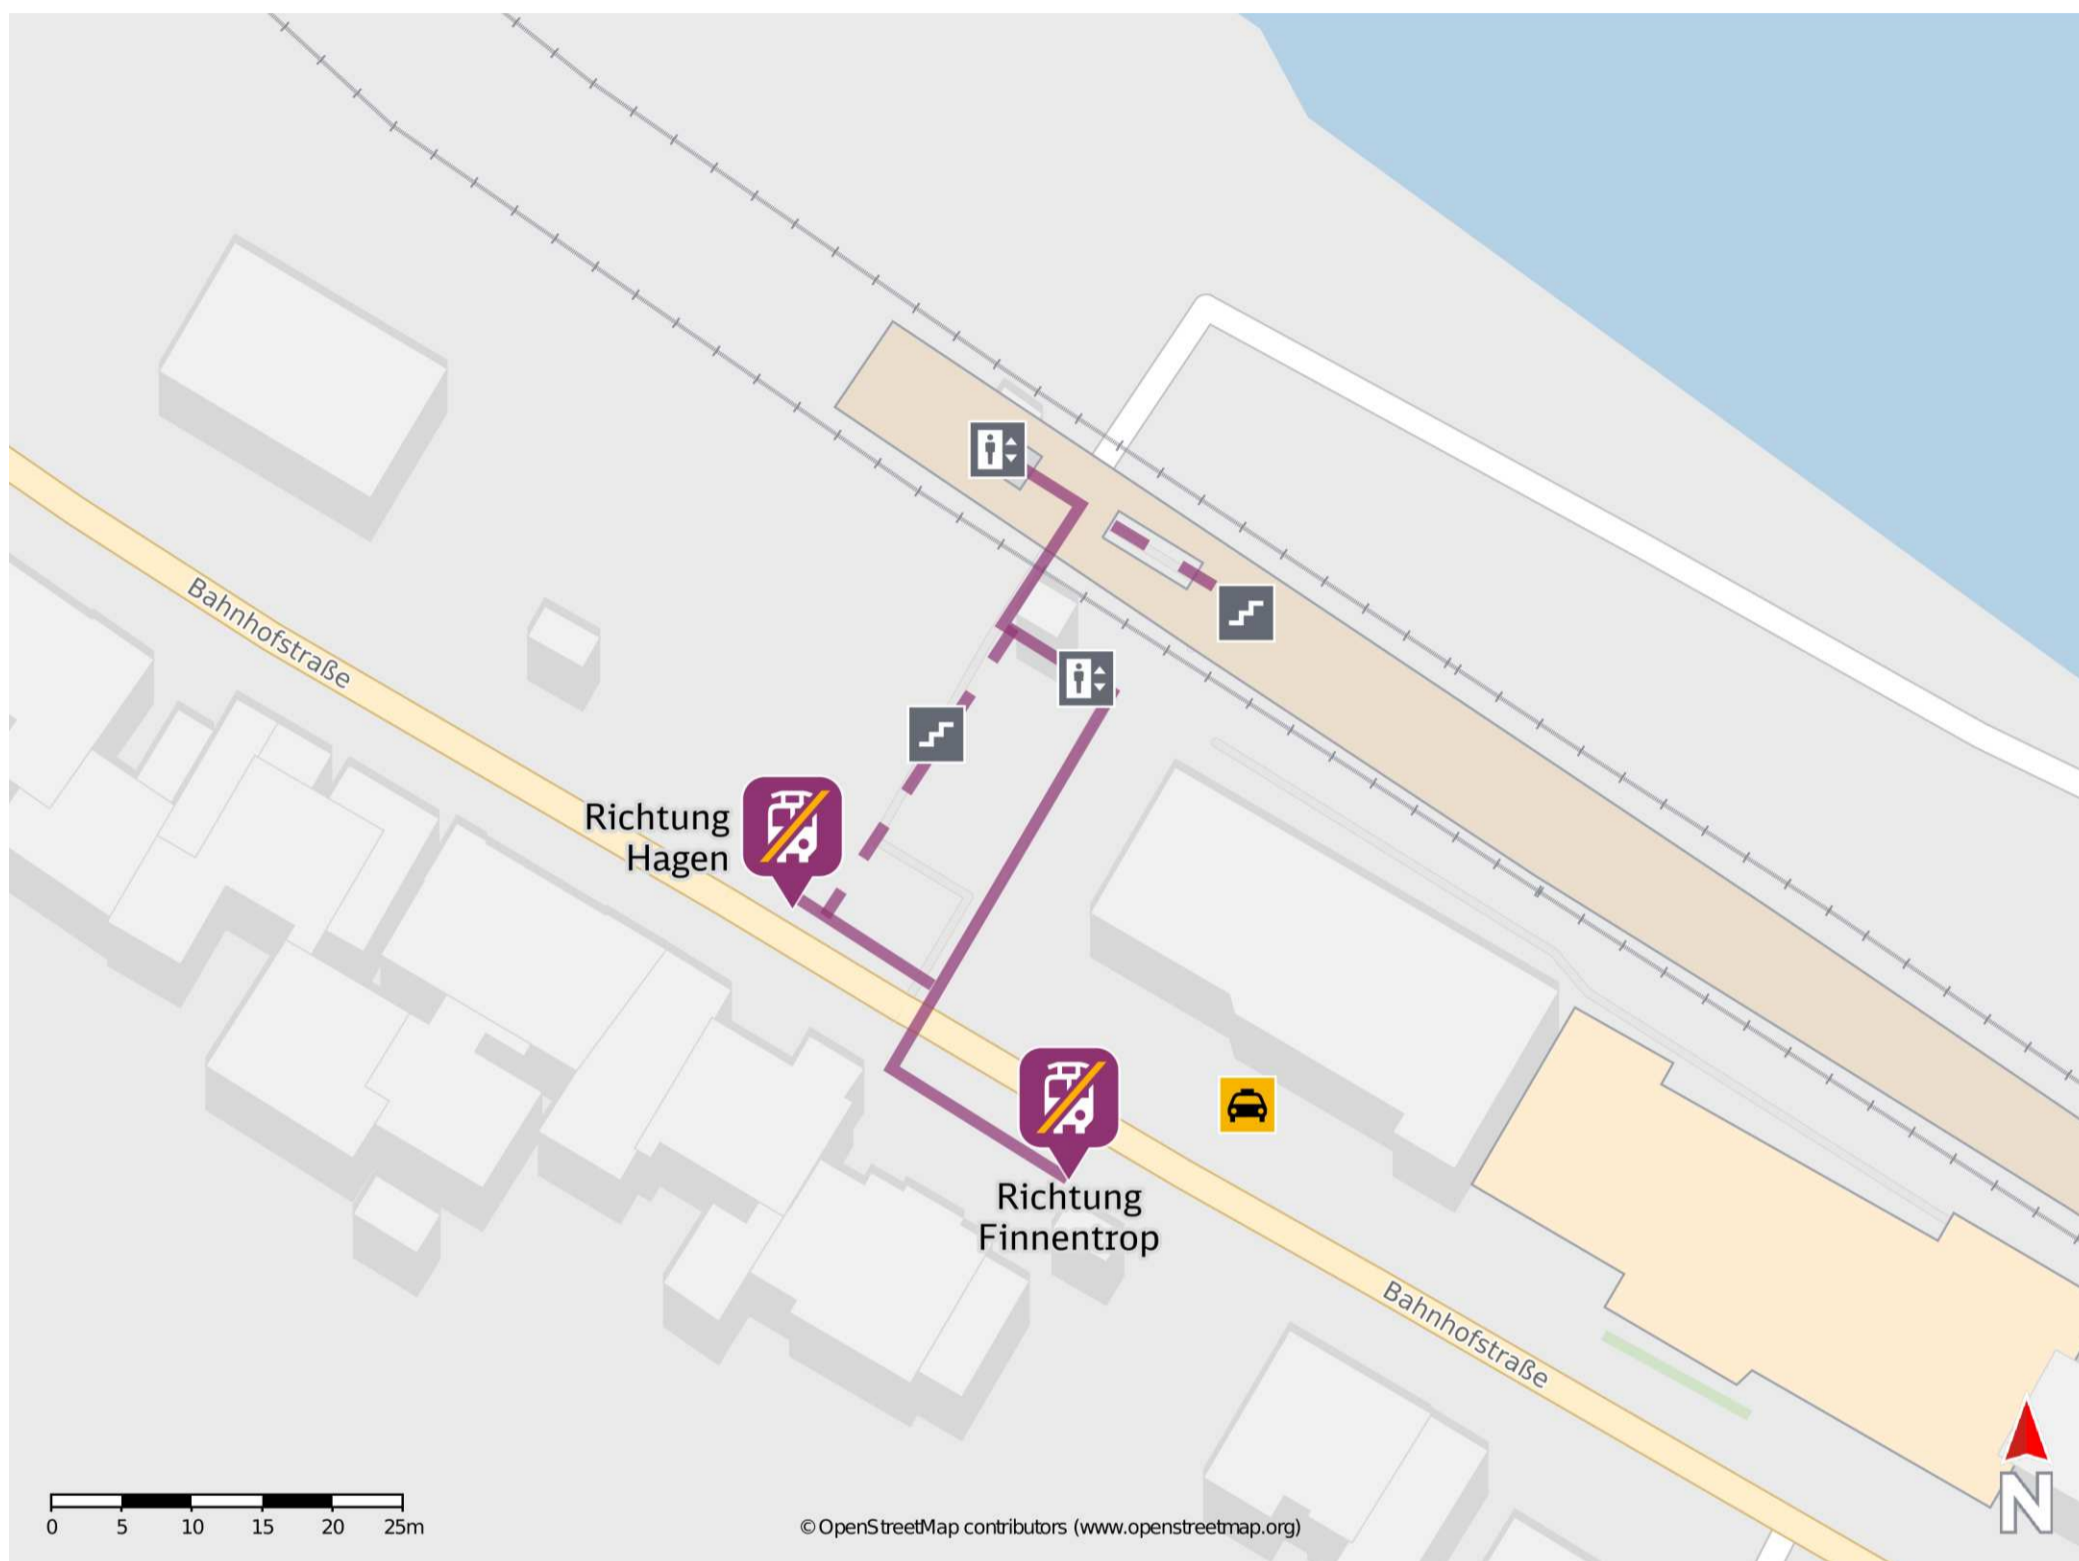 Bahnhofstraße
Richtung
Hagen
Richtung
Finnentrop
Bahnhofstraße
0 5 10 15 20 25m
© OpenStreetMap contributors (www.openstreetmap.org)
N